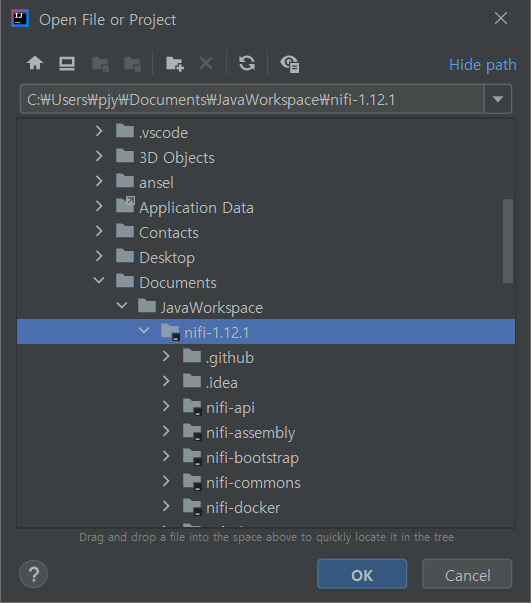 IJ
Open File or Project
Hide path
C:₩Users₩pjy₩Documents₩JavaWorkspace₩nifi-1.12.1
.vscode
3D Objects
ansel
Application Data
Contacts
Desktop
Documents
JavaWorkspace
nifi-1.12.1
.github
.idea
nifi-api
nifi-assembly
nifi-bootstrap
nifi-commons
nifi-docker
Drag and drop a file into the space above to quickly locate it in the tree
?
OK
Cancel